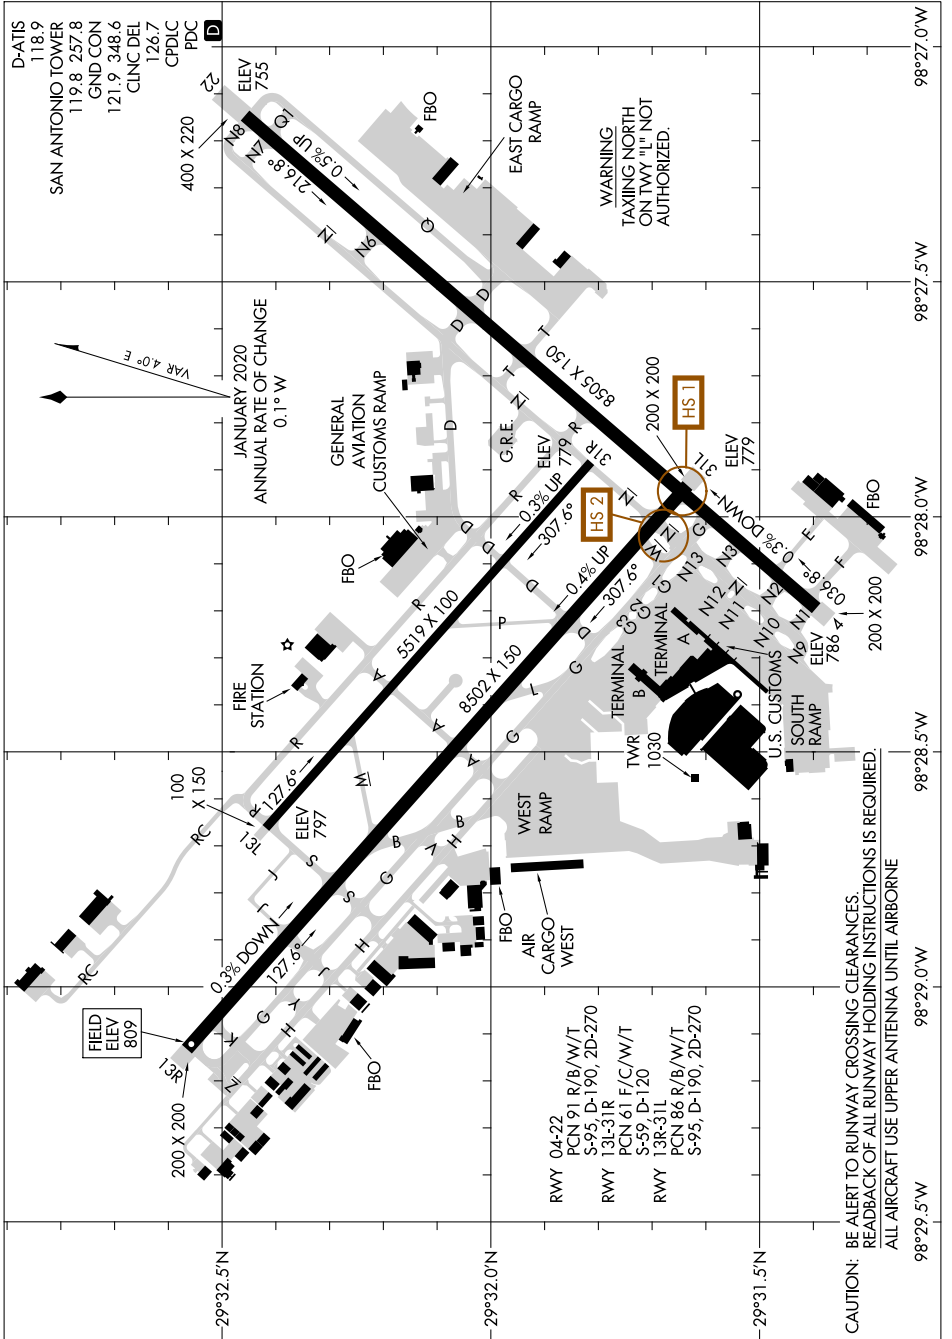 D-ATIS
118.9
SAN ANTONIO TOWER
119.8 257.8
GND CON
121.9 348.6
CLNC DEL
126.7
CPDLC
PDC
D
JANUARY 2020
ANNUAL RATE OF CHANGE
0.1° W
VAR 4.0° E
FIELD
ELEV
809
13R
200 X 200
0.3% DOWN
127.6°
RC
RC
100
X 150
13L
127.6°
ELEV
797
FIRE
STATION
FBO
GENERAL
AVIATION
CUSTOMS RAMP
G.R.E.
5519 X 100
0.3% UP
307.6°
ELEV
779
31R
8502 X 150
0.4% UP
307.6°
HS 2
HS 1
200 X 200
31L
ELEV
779
400 X 220
22
ELEV
755
216.8°
0.5% UP
8505 X 150
0.3% DOWN
036.8°
4
ELEV
786
200 X 200
FBO
EAST CARGO
RAMP
WARNING
TAXIING NORTH
ON TWY "L" NOT
AUTHORIZED.
FBO
FBO
FBO
AIR
CARGO
WEST
WEST
RAMP
TWR
1030
TERMINAL
B
TERMINAL
A
U.S. CUSTOMS
SOUTH
RAMP
N8
N7
Q1
N
N6
Q
D
D
T
T
N
R
D
D
D
R
R
A
R
R
D
P
W
A
A
L
G
G
D
G3
G2
G1
W
N
N
G
N13
N3
N12
N11
N
N2
N10
N1
N9
E
F
B
B
H
V
G
S
S
J
J
J
H
Y
G
H
K
Z
RWY 04-22
PCN 91 R/B/W/T
S-95, D-190, 2D-270
RWY 13L-31R
PCN 61 F/C/W/T
S-59, D-120
RWY 13R-31L
PCN 86 R/B/W/T
S-95, D-190, 2D-270
CAUTION: BE ALERT TO RUNWAY CROSSING CLEARANCES.
READBACK OF ALL RUNWAY HOLDING INSTRUCTIONS IS REQUIRED.
ALL AIRCRAFT USE UPPER ANTENNA UNTIL AIRBORNE
29°32.5'N
29°32.0'N
29°31.5'N
98°29.5'W
98°29.0'W
98°28.5'W
98°28.0'W
98°27.5'W
98°27.0'W